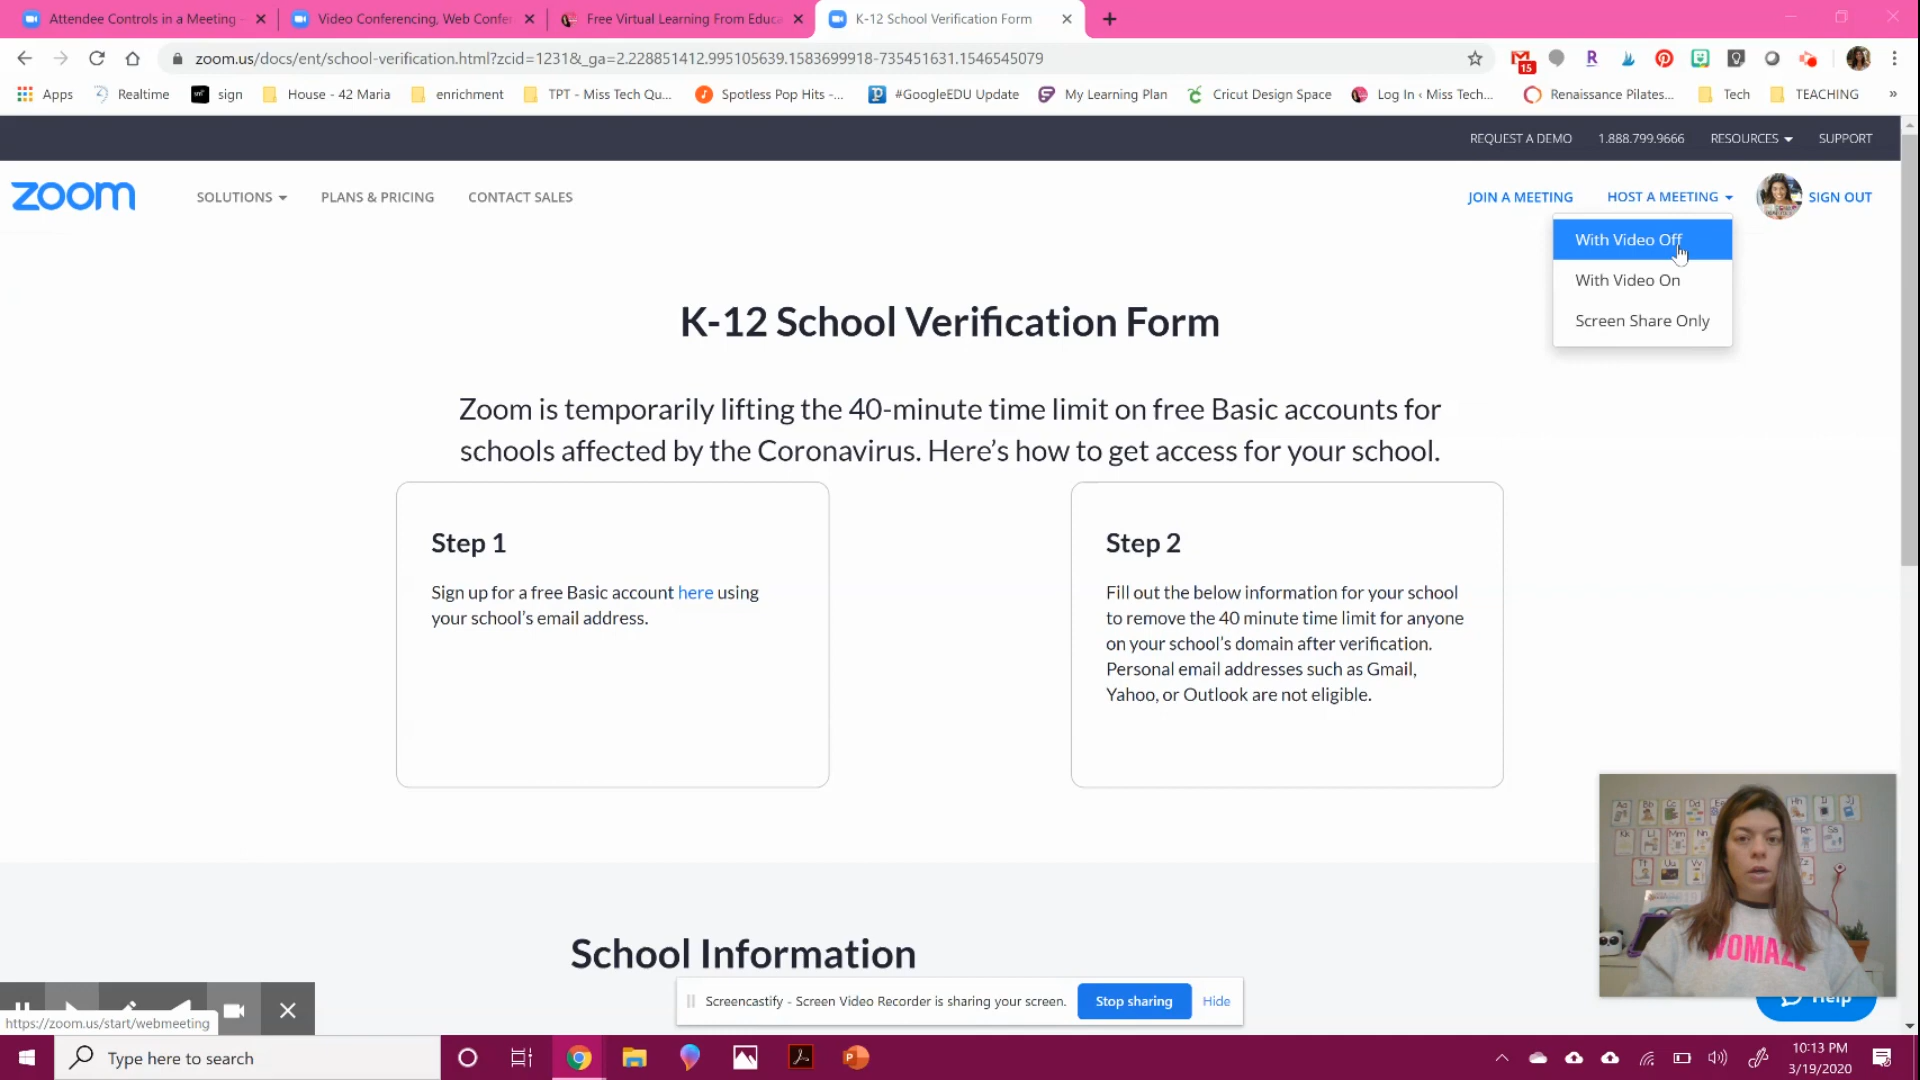 Attendee Controls in a Meeting
Video Conferencing, Web Confer
Free Virtual Learning From Educa
K-12 School Verification Form
zoom.us/docs/ent/school-verification.html?zcid=1231&_ga=2.228851412.995105639.1583699918-735451631.1546545079
15
Apps
Realtime
sign
House - 42 Maria
enrichment
TPT - Miss Tech Qu...
Spotless Pop Hits -...
#GoogleEDU Update
My Learning Plan
Cricut Design Space
Log In ‹ Miss Tech...
Renaissance Pilates...
Tech
TEACHING
»
REQUEST A DEMO
1.888.799.9666
RESOURCES
SUPPORT
zoom
SOLUTIONS
PLANS & PRICING
CONTACT SALES
JOIN A MEETING
HOST A MEETING
SIGN OUT
With Video Off
With Video On
Screen Share Only
K-12 School Verification Form
Zoom is temporarily lifting the 40-minute time limit on free Basic accounts for
schools affected by the Coronavirus. Here's how to get access for your school.
Step 1
Sign up for a free Basic account here using
your school's email address.
Step 2
Fill out the below information for your school
to remove the 40 minute time limit for anyone
on your school's domain after verification.
Personal email addresses such as Gmail,
Yahoo, or Outlook are not eligible.
School Information
Screencastify - Screen Video Recorder is sharing your screen.
Stop sharing
Hide
Help
https://zoom.us/start/webmeeting
Type here to search
10:13 PM
3/19/2020